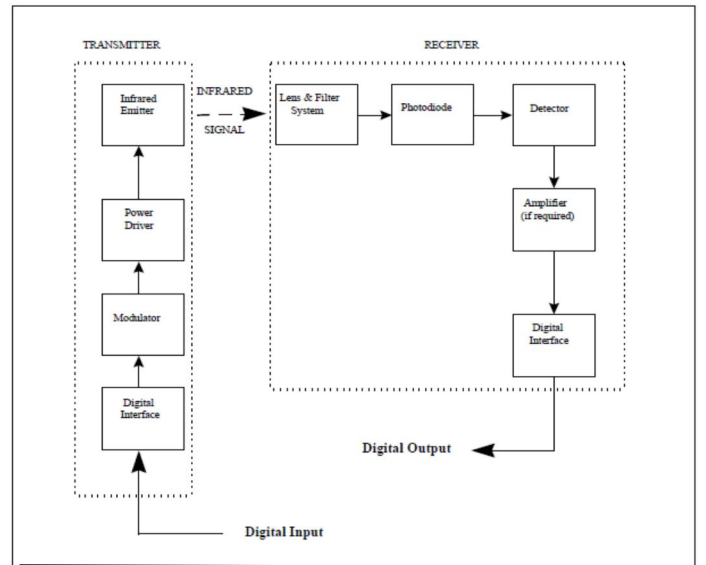 TRANSMITTER
Infrared
Emitter
Power
Driver
Modulator
Digital
Interface
Digital Input
INFRARED
SIGNAL
RECEIVER
Lens & Filter
System
Photodiode
Detector
Amplifier
(if required)
Digital
Interface
Digital Output